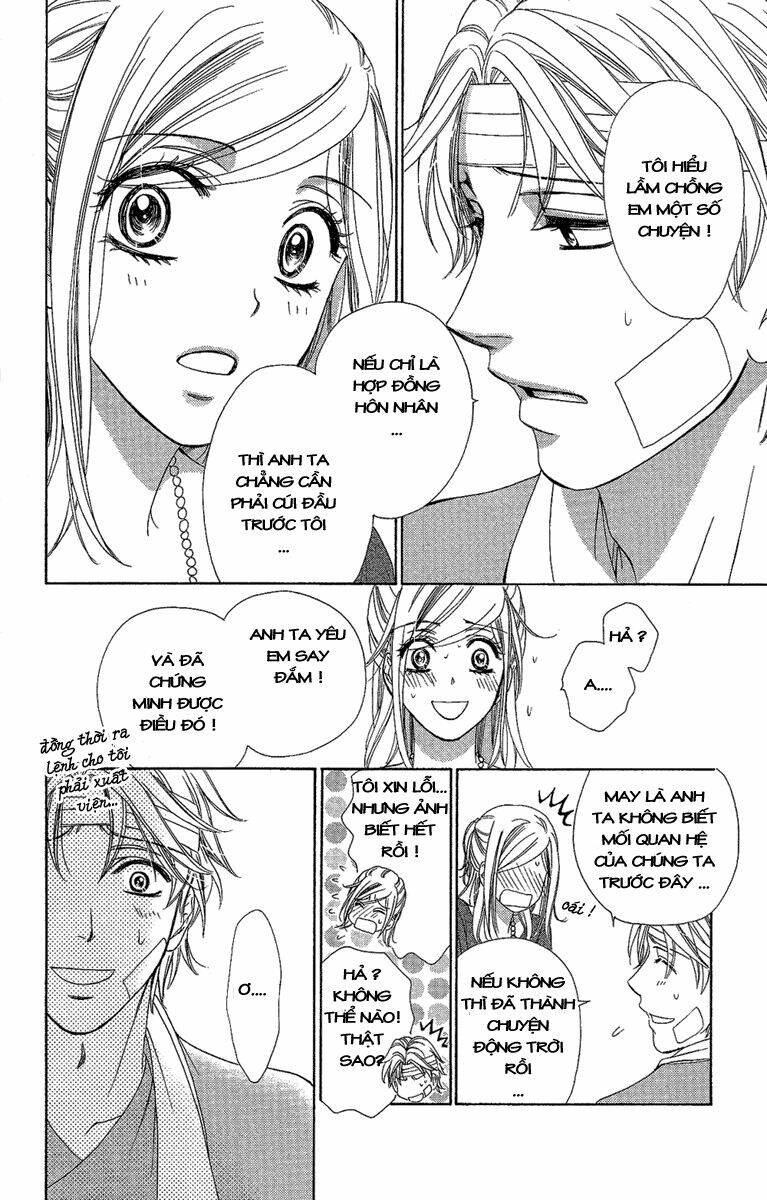 TÔI HIỂU
LẦM CHỒNG
EM MỘT SỐ
CHUYỆN !
NẾU CHỈ LÀ
HỢP ĐỒNG
HÔN NHÂN
...
THÌ ANH TA
CHẲNG CẦN
PHẢI CÚI ĐẦU
TRƯỚC TÔI
...
HẢ ?
A....
ANH TA YÊU
EM SAY
ĐẮM !
VÀ ĐÃ
CHỨNG
MINH ĐƯỢC
ĐIỀU ĐÓ !
đồng thời ra
lệnh cho tôi
phải xuất
viện...
MAY LÀ ANH
TA KHÔNG BIẾT
MỐI QUAN HỆ
CỦA CHÚNG TA
TRƯỚC ĐÂY ...
oái !
NẾU KHÔNG
THÌ ĐÃ THÀNH
CHUYỆN
ĐỘNG TRỜI
RỒI
...
TÔI XIN LỖI...
NHƯNG ẢNH
BIẾT HẾT
RỒI !
HẢ ?
KHÔNG
THỂ NÀO!
THẬT
SAO?
Ơ....